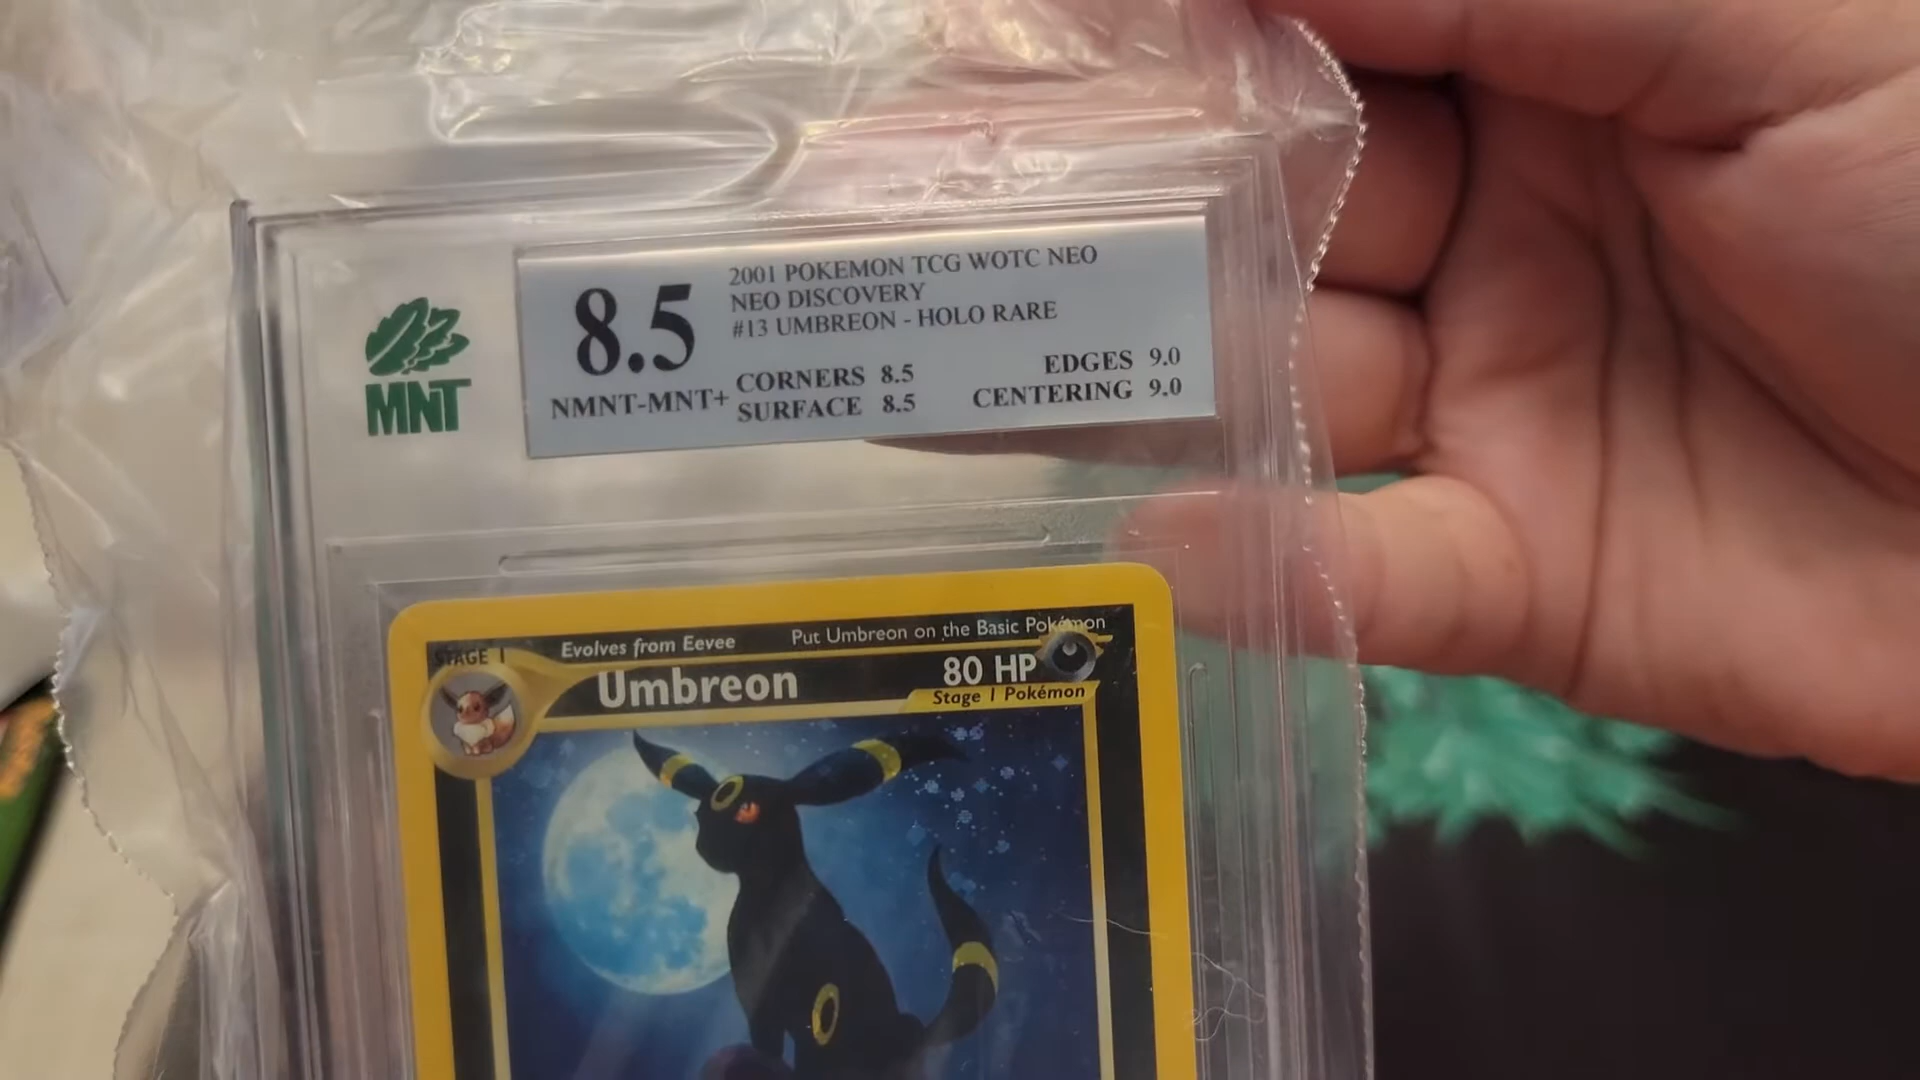 MNT
8.5
NMNT-MNT+
2001 POKEMON TCG WOTC NEO
NEO DISCOVERY
#13 UMBREON - HOLO RARE
CORNERS 8.5 EDGES 9.0
SURFACE 8.5 CENTERING 9.0
STAGE 1 Evolves from Eevee Put Umbreon on the Basic Pokémon
Umbreon 80 HP
Stage 1 Pokémon